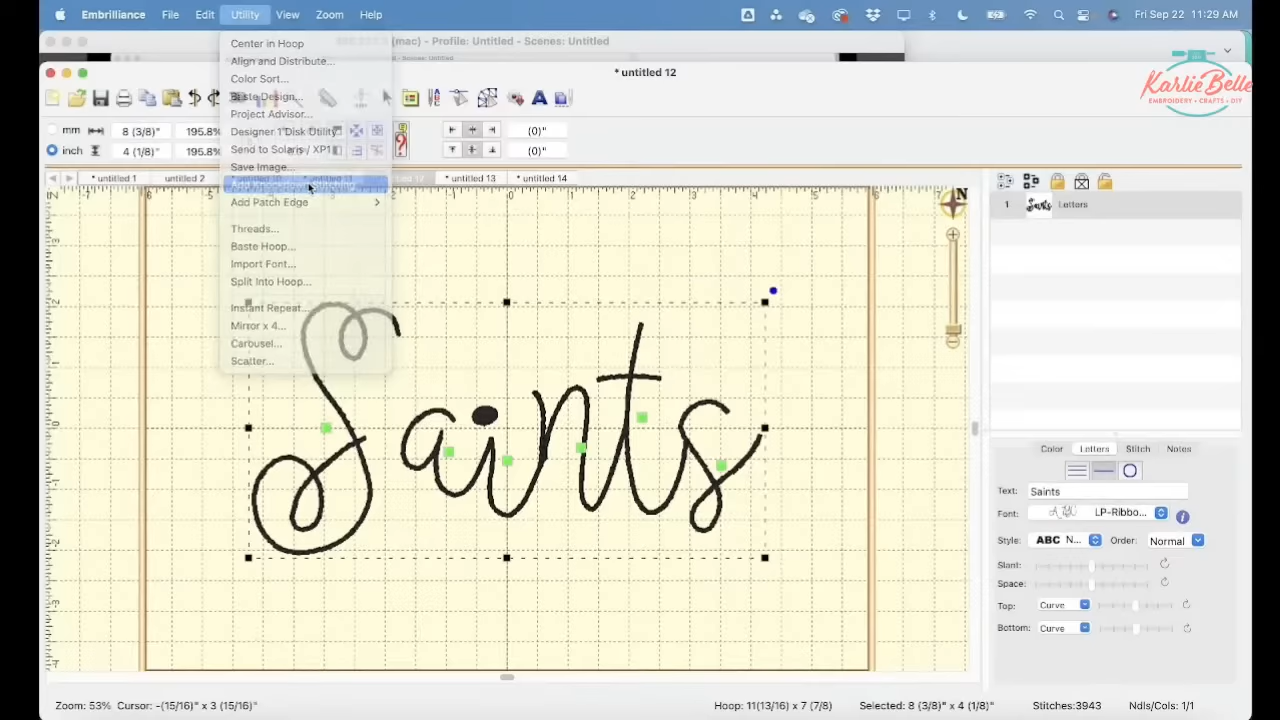 Embrilliance File Edit Utility View Zoom Help Fri Sep 22 11:29 AM
(mac) - Profile: Untitled - Scenes: Untitled
* untitled 12
KarlieBelle
EMBROIDERY • CRAFTS • DIY
mm 8 (3/8)" 195.8% (0)"
inch 4 (1/8)" 195.8% (0)"
* untitled 1 untitled 2 * untitled 13 * untitled 14
Center in Hoop
Align and Distribute...
Color Sort...
Baste Design...
Project Advisor...
Designer 1 Disk Utility
Send to Solaris / XP1
Save Image...
Add Knockdown Stitching
Add Patch Edge
Threads...
Baste Hoop...
Import Font...
Split Into Hoop...
Instant Repeat...
Mirror x 4...
Carousel...
Scatter...
Saints
N
1 Saints Letters
Color Letters Stitch Notes
Text: Saints
Font: LP-Ribbo...
Style: ABC N... Order: Normal
Slant:
Space:
Top: Curve
Bottom: Curve
Zoom: 53% Cursor: -(15/16)" x 3 (15/16)" Hoop: 11(13/16) x 7 (7/8) Selected: 8 (3/8)" x 4 (1/8)" Stitches:3943 Ndls/Cols: 1/1